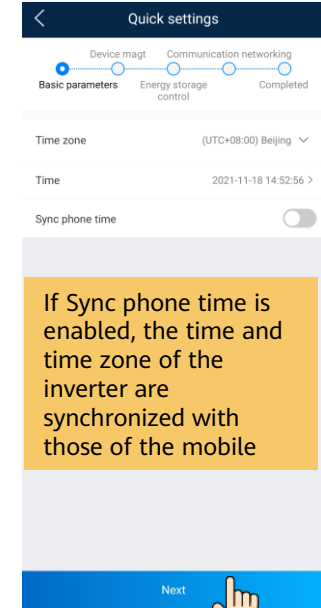 Quick settings
Device magt Communication networking
Basic parameters Energy storage control Completed
Time zone (UTC+08:00) Beijing
Time 2021-11-18 14:52:56 >
Sync phone time
If Sync phone time is
enabled, the time and
time zone of the
inverter are
synchronized with
those of the mobile
Next